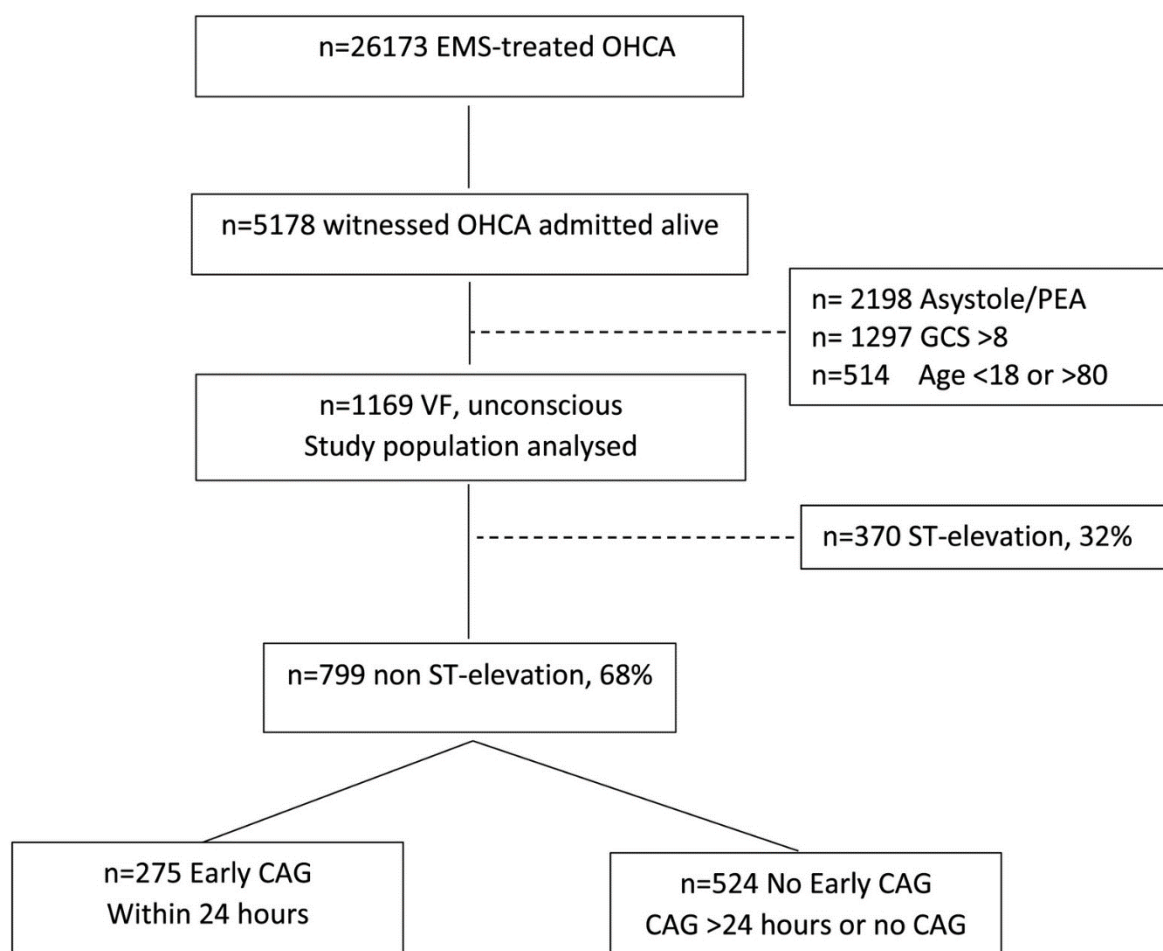 n=26173 EMS-treated OHCA
n=5178 witnessed OHCA admitted alive
n= 2198 Asystole/PEA
n= 1297 GCS >8
n=514 Age <18 or >80
n=1169 VF, unconscious
Study population analysed
n=370 ST-elevation, 32%
n=799 non ST-elevation, 68%
n=275 Early CAG
Within 24 hours
n=524 No Early CAG
CAG >24 hours or no CAG